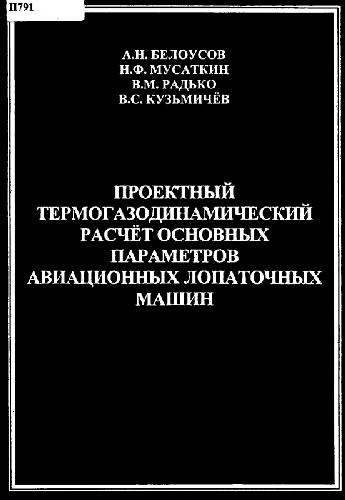 П791
А.Н. БЕЛОУСОВ
Н.Ф. МУСАТКИН
В.М. РАДЬКО
В.С. КУЗЬМИЧЁВ
ПРОЕКТНЫЙ
ТЕРМОГАЗОДИНАМИЧЕСКИЙ
РАСЧЁТ ОСНОВНЫХ
ПАРАМЕТРОВ
АВИАЦИОННЫХ ЛОПАТОЧНЫХ
МАШИН